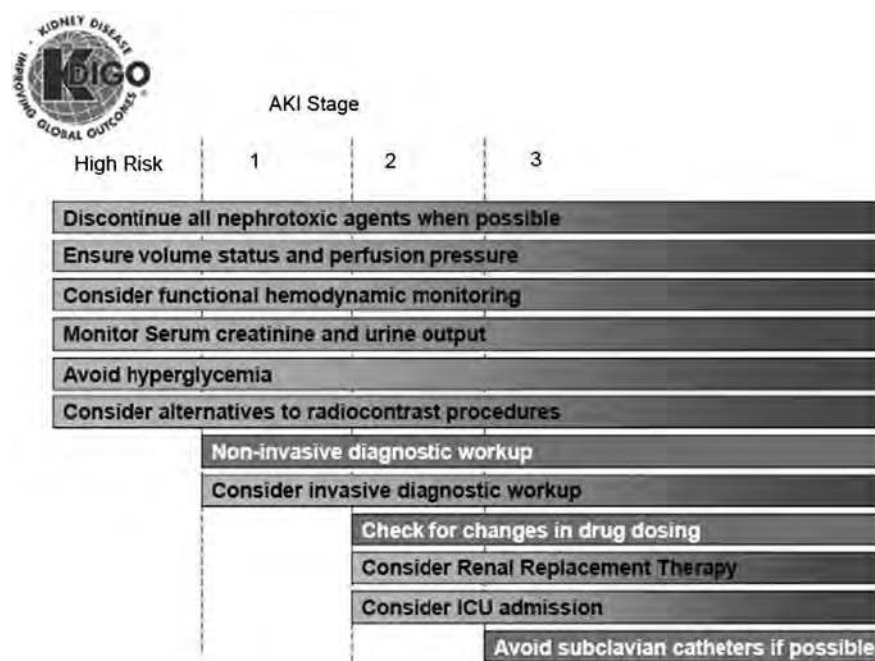 KIDNEY DISEASE
IMPROVING GLOBAL OUTCOMES
KDIGO
®
AKI Stage
High Risk 1 2 3
Discontinue all nephrotoxic agents when possible
Ensure volume status and perfusion pressure
Consider functional hemodynamic monitoring
Monitor Serum creatinine and urine output
Avoid hyperglycemia
Consider alternatives to radiocontrast procedures
Non-invasive diagnostic workup
Consider invasive diagnostic workup
Check for changes in drug dosing
Consider Renal Replacement Therapy
Consider ICU admission
Avoid subclavian catheters if possible